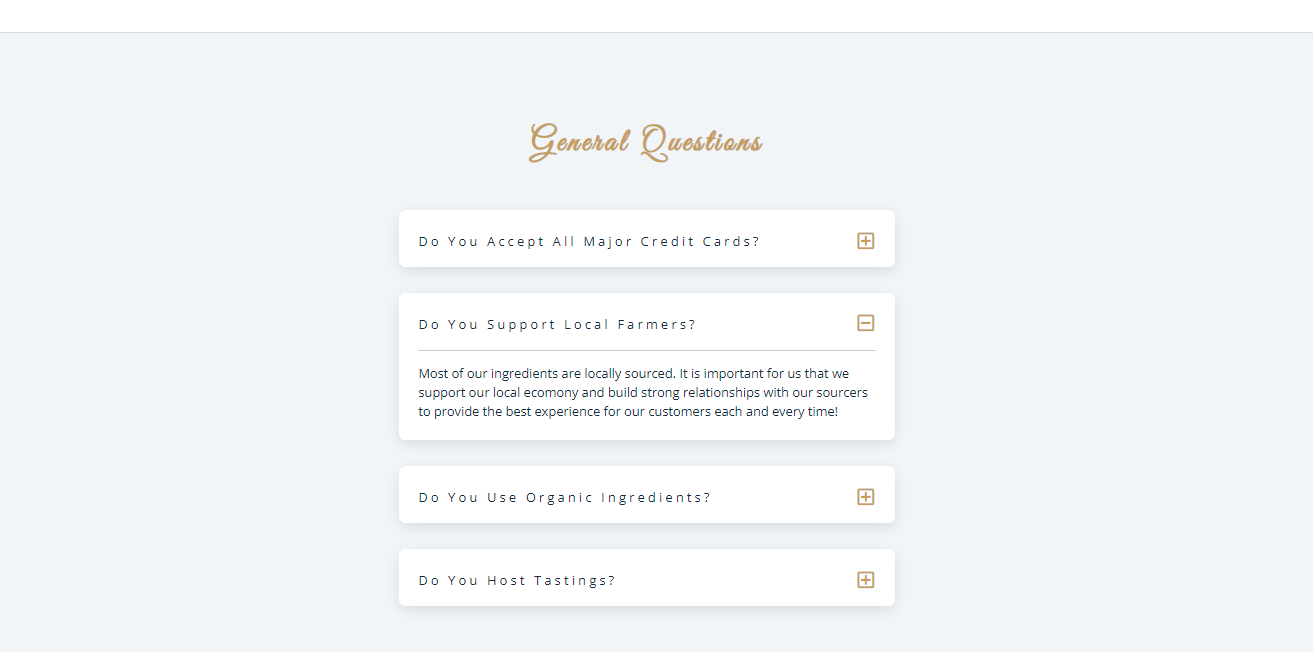 General Questions
Do You Accept All Major Credit Cards?
Do You Support Local Farmers?
Most of our ingredients are locally sourced. It is important for us that we
support our local ecomony and build strong relationships with our sourcers
to provide the best experience for our customers each and every time!
Do You Use Organic Ingredients?
Do You Host Tastings?